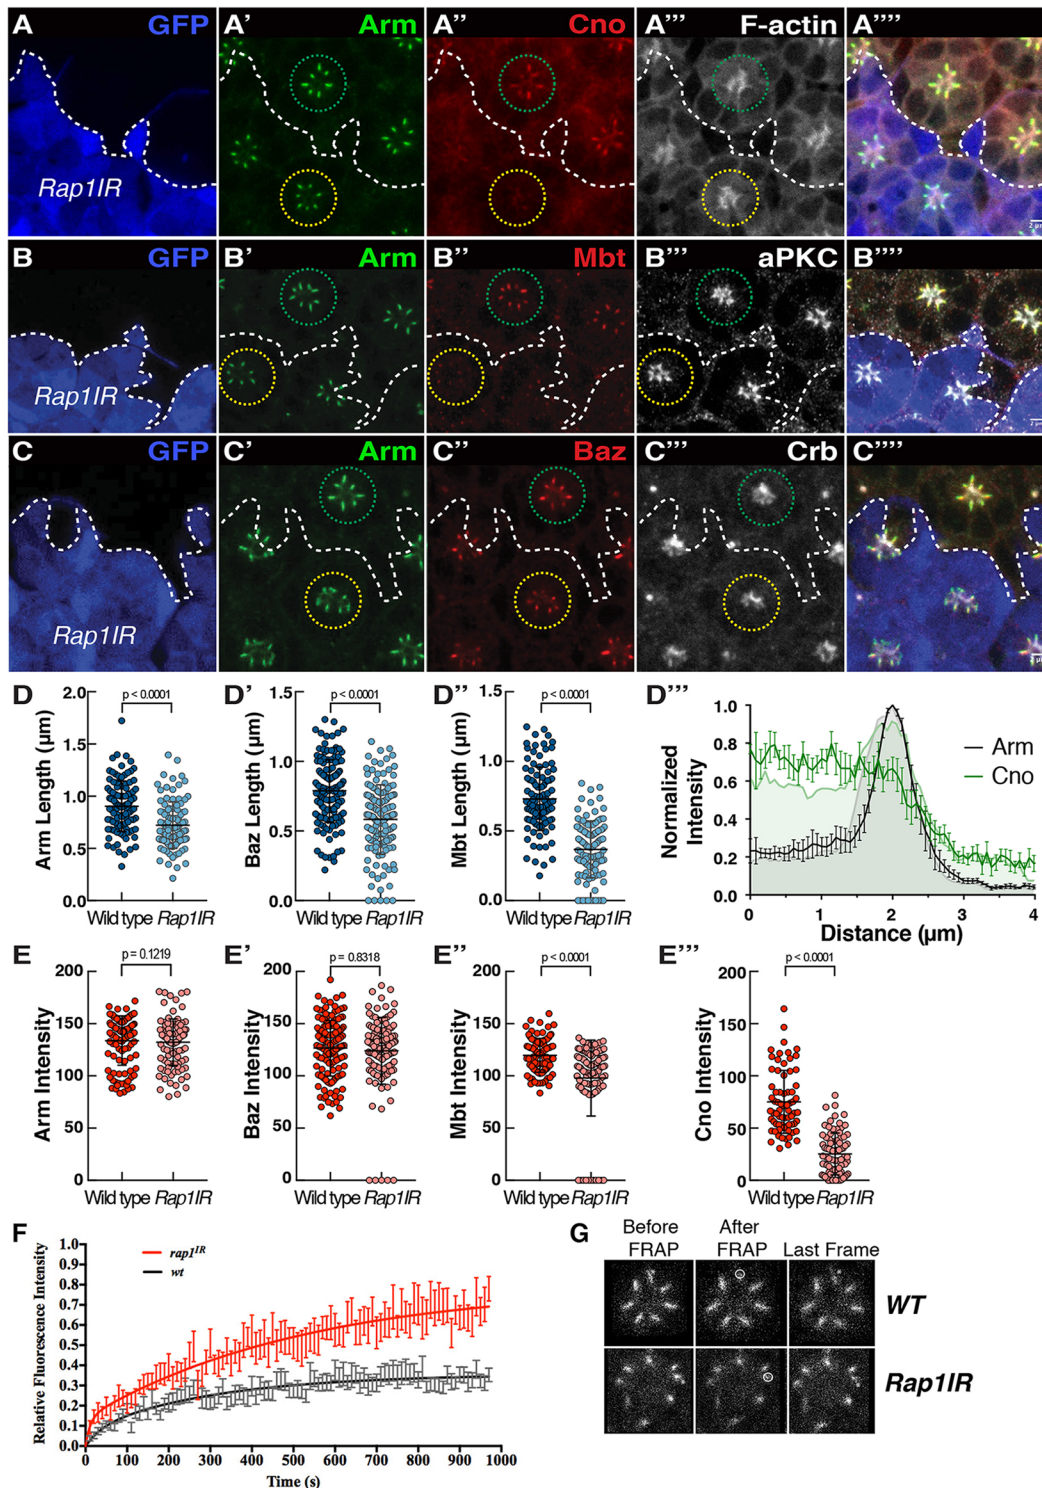 A GFP A' Arm A'' Cno A''' F-actin A''''
Rap1IR
2 µm
B GFP B' Arm B'' Mbt B''' aPKC B''''
Rap1IR
C GFP C' Arm C'' Baz C''' Crb C''''
Rap1IR
D
p < 0.0001
Arm Length (µm)
2.0
1.5
1.0
0.5
0.0
Wild type Rap1IR
D'
p < 0.0001
Baz Length (µm)
1.5
1.0
0.5
0.0
Wild type Rap1IR
D''
p < 0.0001
Mbt Length (µm)
1.5
1.0
0.5
0.0
Wild type Rap1IR
D'''
Normalized
Intensity
1.0
0.8
0.6
0.4
0.2
0.0
Arm
Cno
0 1 2 3 4
Distance (µm)
E
p = 0.1219
Arm Intensity
200
150
100
50
0
Wild type Rap1IR
E'
p = 0.8318
Baz Intensity
200
150
100
50
0
Wild type Rap1IR
E''
p < 0.0001
Mbt Intensity
200
150
100
50
0
Wild type Rap1IR
E'''
p < 0.0001
Cno Intensity
200
150
100
50
0
Wild type Rap1IR
F
Relative Fluorescence Intensity
1.0
0.9
0.8
0.7
0.6
0.5
0.4
0.3
0.2
0.1
0.0
rap1IR
wt
0 100 200 300 400 500 600 700 800 900 1000
Time (s)
G
Before FRAP
After FRAP
Last Frame
WT
Rap1IR